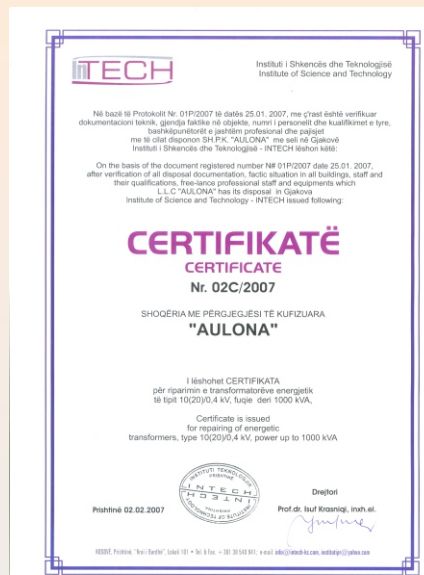 INTECH
Instituti i Shkencës dhe Teknologjisë
Institute of Science and Technology
Në bazë të Protokolit Nr. 01P/2007 të datës 25.01. 2007, me ç'rast është verifikuar
dokumentacioni teknik, gjendja faktike në objekte, numri i personelit dhe kualifikimet e tyre,
bashkëpunëtorët e jashtëm profesional dhe pajisjet
me të cilat disponon SH.P.K. "AULONA" me seli në Gjakovë
Instituti i Shkencës dhe Teknologjisë - INTECH lëshon këtë:
On the basis of the document registered number N# 01P/2007 date 25.01. 2007,
after verification of all disposal documentation, factic situation in all buildings, staff and
their qualifications, free-lance professional staff and equipments which
L.L.C "AULONA" has its disposal in Gjakova
Institute of Science and Technology - INTECH issued following:
CERTIFIKATË
CERTIFICATE
Nr. 02C/2007
SHOQËRIA ME PËRGJEGJËSI TË KUFIZUARA
"AULONA"
I lëshohet CERTIFIKATA
për riparimin e transformatorëve energjetik
të tipit 10(20)/0,4 kV, fuqie deri 1000 kVA,
Certificate is issued
for repairing of energetic
transformers, type 10(20)/0,4 kV, power up to 1000 kVA
INTECH
INTECH
Drejtori
Prishtinë 02.02.2007
Prof.dr. Isuf Krasniqi, inxh.el.